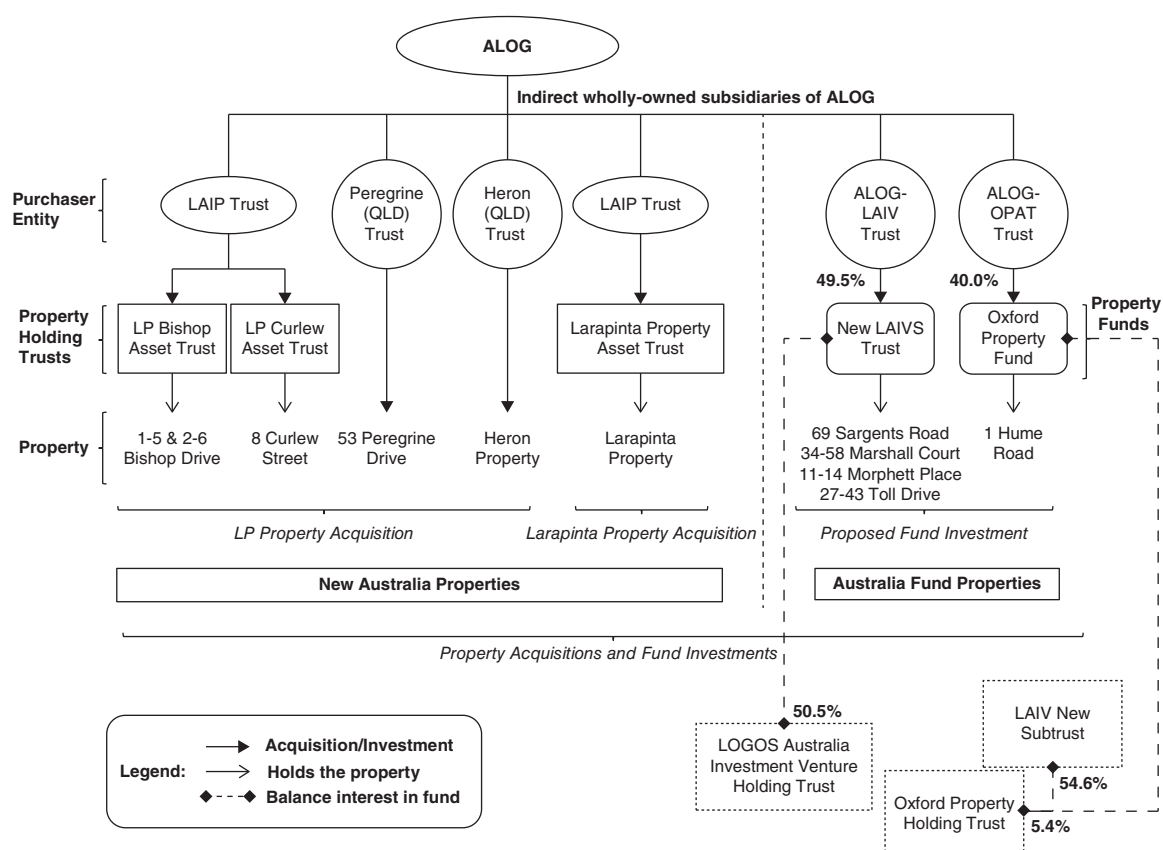 ALOG
Indirect wholly-owned subsidiaries of ALOG
Purchaser
Entity
LAIP Trust
Peregrine
(QLD)
Trust
Heron
(QLD)
Trust
LAIP Trust
ALOG-
LAIV
Trust
ALOG-
OPAT
Trust
49.5%
40.0%
Property
Holding
Trusts
LP Bishop
Asset Trust
LP Curlew
Asset Trust
Larapinta Property
Asset Trust
New LAIVS
Trust
Oxford
Property
Fund
Property
Funds
Property
1-5 & 2-6
Bishop Drive
8 Curlew
Street
53 Peregrine
Drive
Heron
Property
Larapinta
Property
69 Sargents Road
34-58 Marshall Court
11-14 Morphett Place
27-43 Toll Drive
1 Hume
Road
LP Property Acquisition
Larapinta Property Acquisition
Proposed Fund Investment
New Australia Properties
Australia Fund Properties
Property Acquisitions and Fund Investments
Legend:
Acquisition/Investment
Holds the property
Balance interest in fund
50.5%
LOGOS Australia
Investment Venture
Holding Trust
LAIV New
Subtrust
54.6%
Oxford Property
Holding Trust
5.4%